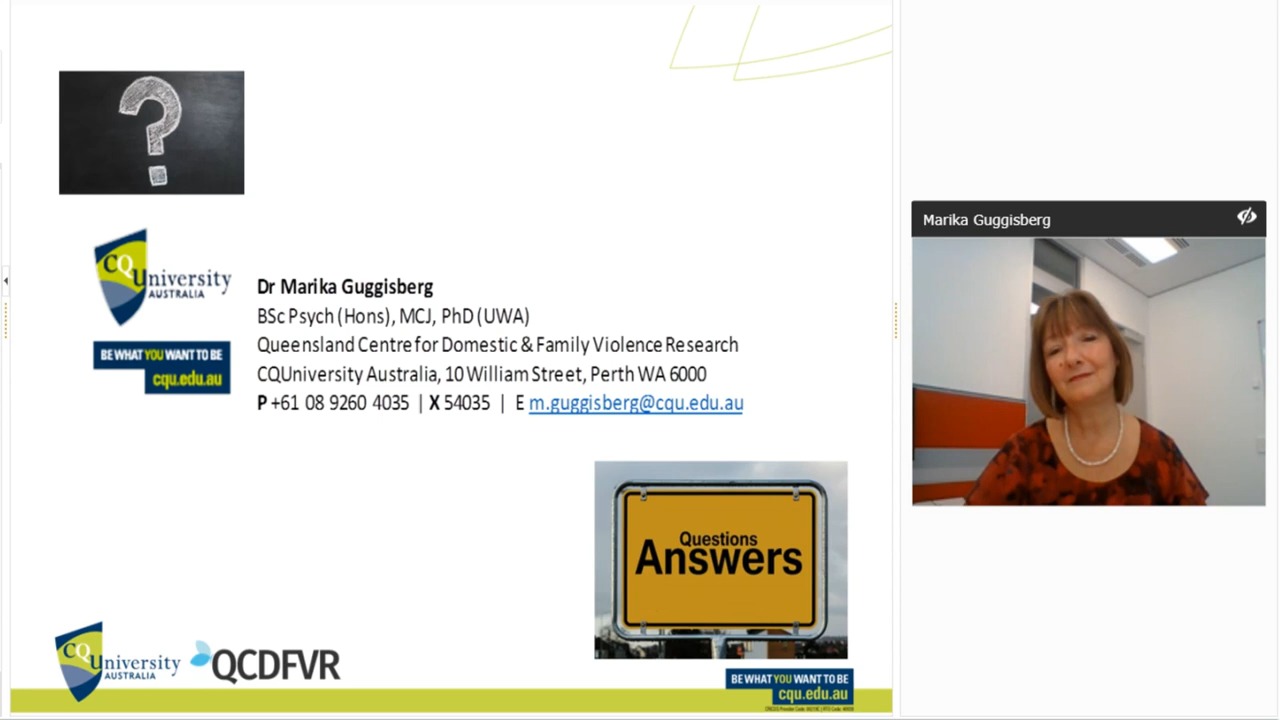 ?
CQUniversity
AUSTRALIA
BE WHAT YOU WANT TO BE
cqu.edu.au
Dr Marika Guggisberg
BSc Psych (Hons), MCJ, PhD (UWA)
Queensland Centre for Domestic & Family Violence Research
CQUniversity Australia, 10 William Street, Perth WA 6000
P +61 08 9260 4035 | X 54035 | E m.guggisberg@cqu.edu.au
Marika Guggisberg
Questions
Answers
CQUniversity
AUSTRALIA
QCDFVR
BE WHAT YOU WANT TO BE
cqu.edu.au